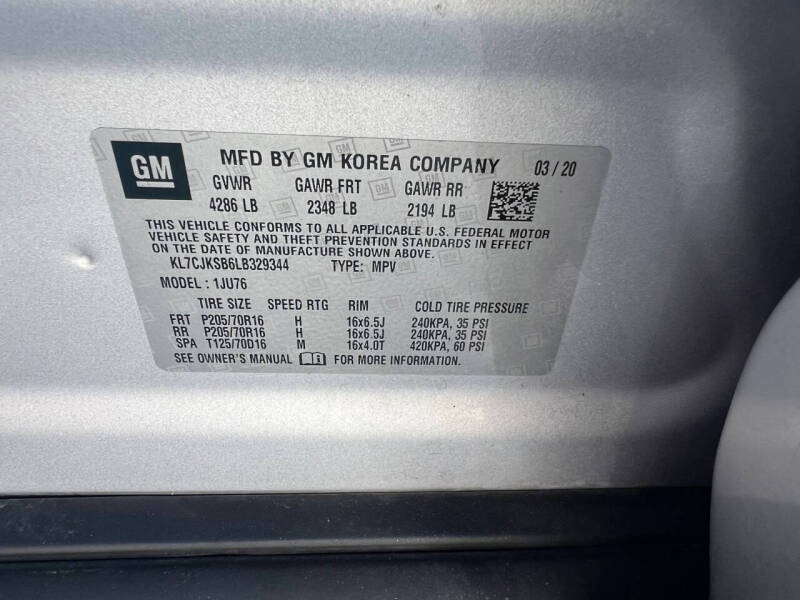 GM MFD BY GM KOREA COMPANY 03 / 20
GVWR GAWR FRT GAWR RR
4286 LB 2348 LB 2194 LB
THIS VEHICLE CONFORMS TO ALL APPLICABLE U.S. FEDERAL MOTOR
VEHICLE SAFETY AND THEFT PREVENTION STANDARDS IN EFFECT
ON THE DATE OF MANUFACTURE SHOWN ABOVE.
KL7CJKSB6LB329344 TYPE: MPV
MODEL : 1JU76
TIRE SIZE SPEED RTG RIM COLD TIRE PRESSURE
FRT P205/70R16 H 16x6.5J 240KPA, 35 PSI
RR P205/70R16 H 16x6.5J 240KPA, 35 PSI
SPA T125/70D16 M 16x4.0T 420KPA, 60 PSI
SEE OWNER'S MANUAL FOR MORE INFORMATION.